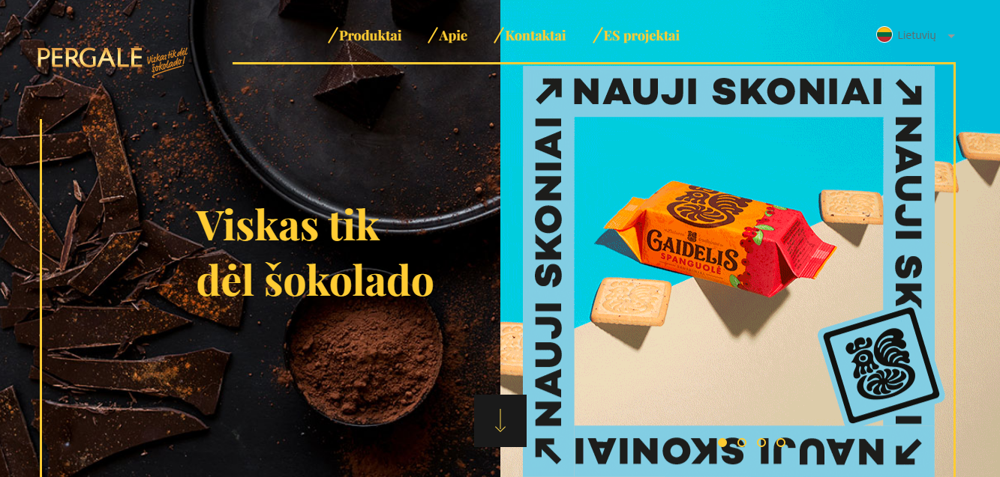 Produktai
Apie
Kontaktai
ES projektai
Lietuvių
PERGALĖ
Viskas tik dėl
šokolado!
Viskas tik
dėl šokolado
NAUJI SKONIAI
NAUJI SKONIAI
NAUJI SK
I
NAUJI SKONIAI
GAIDELIS
SPANGUOLĖ